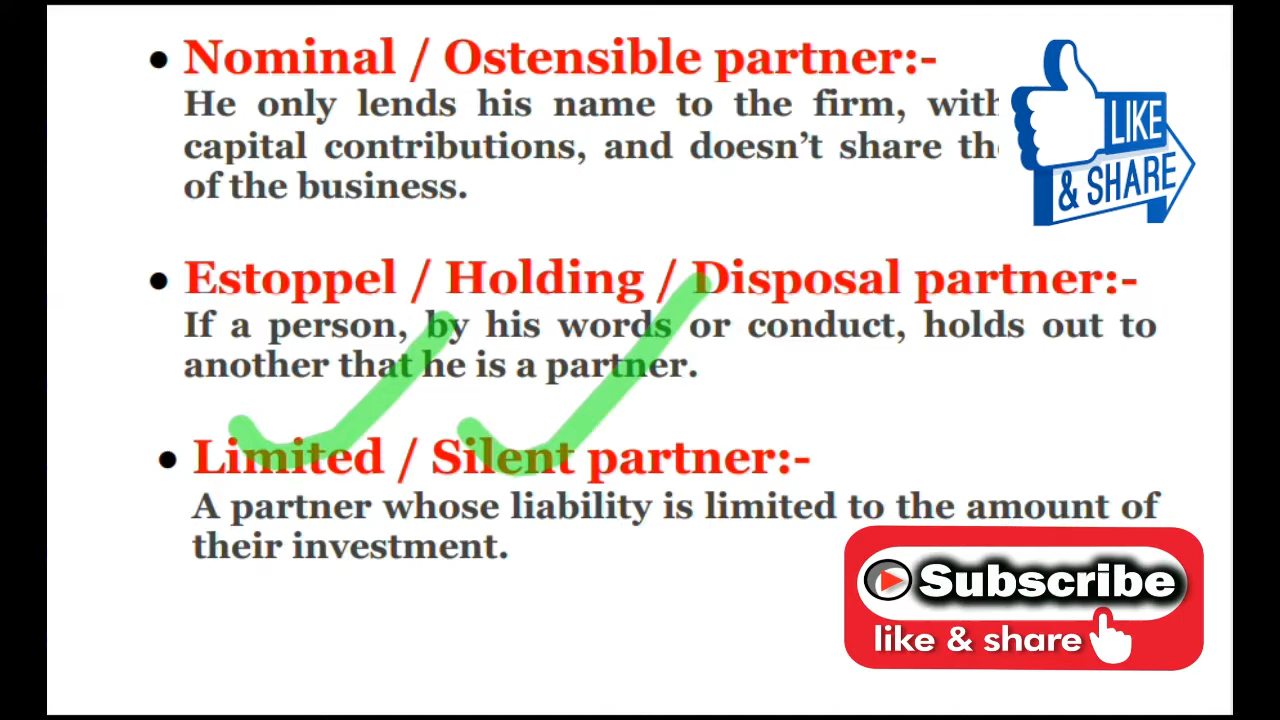 • Nominal / Ostensible partner:-
He only lends his name to the firm, with
capital contributions, and doesn't share
of the business.
LIKE
& SHARE
• Estoppel / Holding / Disposal partner:-
If a person, by his words or conduct, holds out to
another that he is a partner.
• Limited / Silent partner:-
A partner whose liability is limited to the amount of
their investment.
Subscribe
like & share